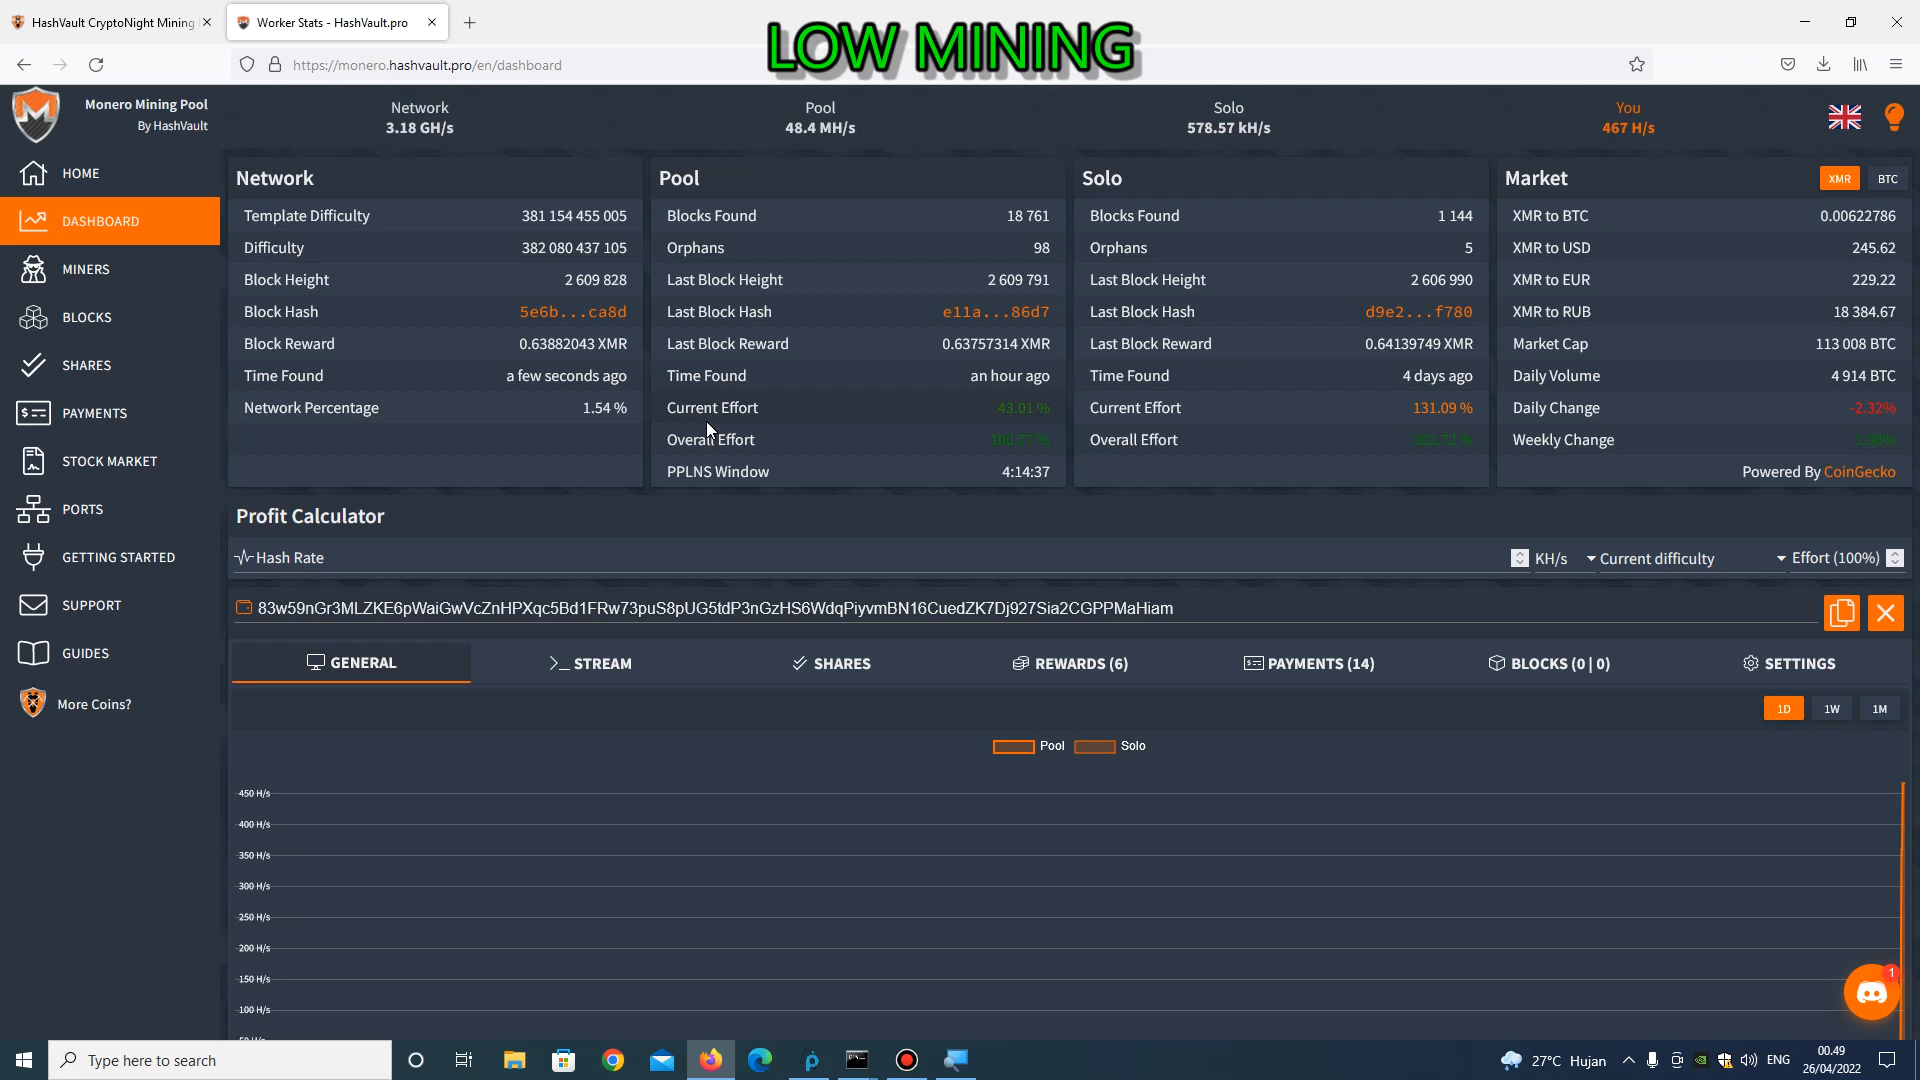 HashVault CryptoNight Mining
Worker Stats - HashVault.pro
LOW MINING
https://monero.hashvault.pro/en/dashboard
Monero Mining Pool
By HashVault
Network
3.18 GH/s
Pool
48.4 MH/s
Solo
578.57 kH/s
You
467 H/s
HOME
DASHBOARD
MINERS
BLOCKS
SHARES
PAYMENTS
STOCK MARKET
PORTS
GETTING STARTED
SUPPORT
GUIDES
More Coins?
Network
Template Difficulty 381 154 455 005
Difficulty 382 080 437 105
Block Height 2 609 828
Block Hash 5e6b...ca8d
Block Reward 0.63882043 XMR
Time Found a few seconds ago
Network Percentage 1.54 %
Pool
Blocks Found 18 761
Orphans 98
Last Block Height 2 609 791
Last Block Hash e11a...86d7
Last Block Reward 0.63757314 XMR
Time Found an hour ago
Current Effort 43.01 %
Overall Effort 100.77 %
PPLNS Window 4:14:37
Solo
Blocks Found 1 144
Orphans 5
Last Block Height 2 606 990
Last Block Hash d9e2...f780
Last Block Reward 0.64139749 XMR
Time Found 4 days ago
Current Effort 131.09 %
Overall Effort 102.72 %
Market XMR BTC
XMR to BTC 0.00622786
XMR to USD 245.62
XMR to EUR 229.22
XMR to RUB 18 384.67
Market Cap 113 008 BTC
Daily Volume 4 914 BTC
Daily Change -2.32%
Weekly Change 1.80%
Powered By CoinGecko
Profit Calculator
Hash Rate KH/s Current difficulty Effort (100%)
83w59nGr3MLZKE6pWaiGwVcZnHPXqc5Bd1FRw73puS8pUG5tdP3nGzHS6WdqPiyvmBN16CuedZK7Dj927Sia2CGPPMaHiam
GENERAL STREAM SHARES REWARDS (6) PAYMENTS (14) BLOCKS (0 | 0) SETTINGS
1D 1W 1M
Pool Solo
450 H/s
400 H/s
350 H/s
300 H/s
250 H/s
200 H/s
150 H/s
100 H/s
1
Type here to search
27°C Hujan
ENG
00.49
26/04/2022